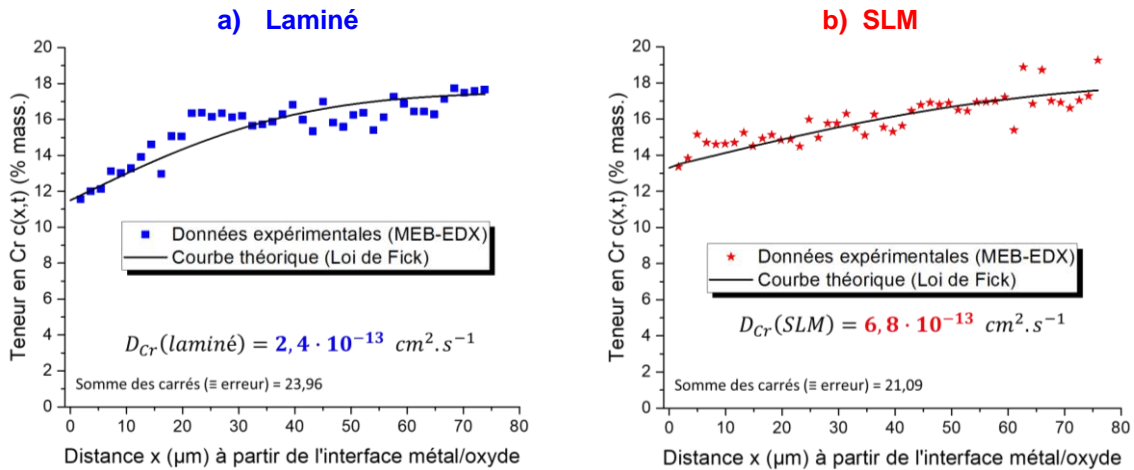 a) Laminé
20
18
16
14
12
10
8
6
4
2
0
Teneur en Cr c(x,t) (% mass.)
Données expérimentales (MEB-EDX)
Courbe théorique (Loi de Fick)
D_Cr(laminé) = 2,4 · 10⁻¹³ cm².s⁻¹
Somme des carrés (≡ erreur) = 23,96
0 10 20 30 40 50 60 70 80
Distance x (µm) à partir de l'interface métal/oxyde
b) SLM
20
18
16
14
12
10
8
6
4
2
0
Teneur en Cr c(x,t) (% mass.)
Données expérimentales (MEB-EDX)
Courbe théorique (Loi de Fick)
D_Cr(SLM) = 6,8 · 10⁻¹³ cm².s⁻¹
Somme des carrés (≡ erreur) = 21,09
0 10 20 30 40 50 60 70 80
Distance x (µm) à partir de l'interface métal/oxyde